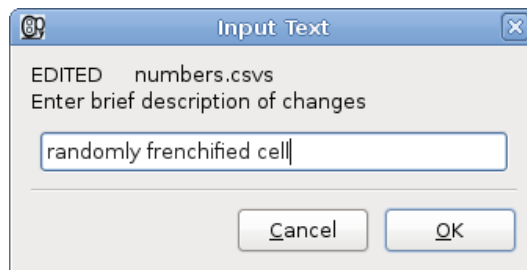 Input Text
EDITED numbers.csvs
Enter brief description of changes
randomly frenchified cell
Cancel OK